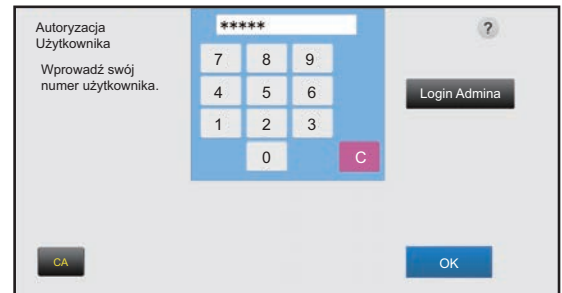 Autoryzacja
Użytkownika
Wprowadź swój
numer użytkownika.
*****
7 8 9
4 5 6
1 2 3
0 C
?
Login Admina
CA
OK